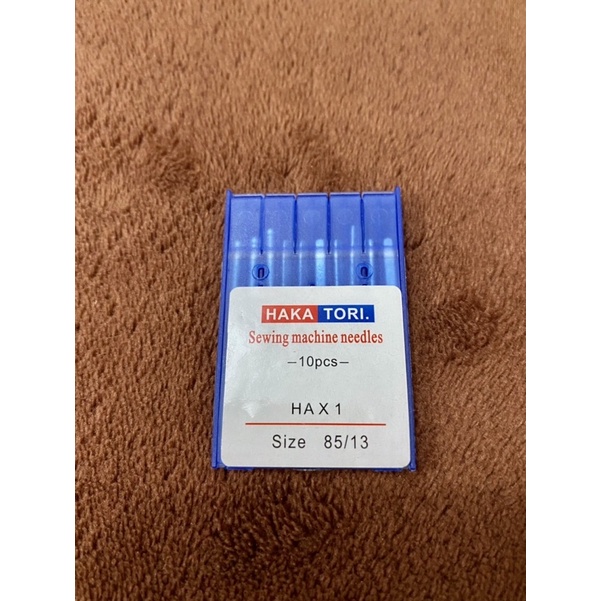 HAKA TORI.
Sewing machine needles
–10pcs–
HA X 1
Size 85/13